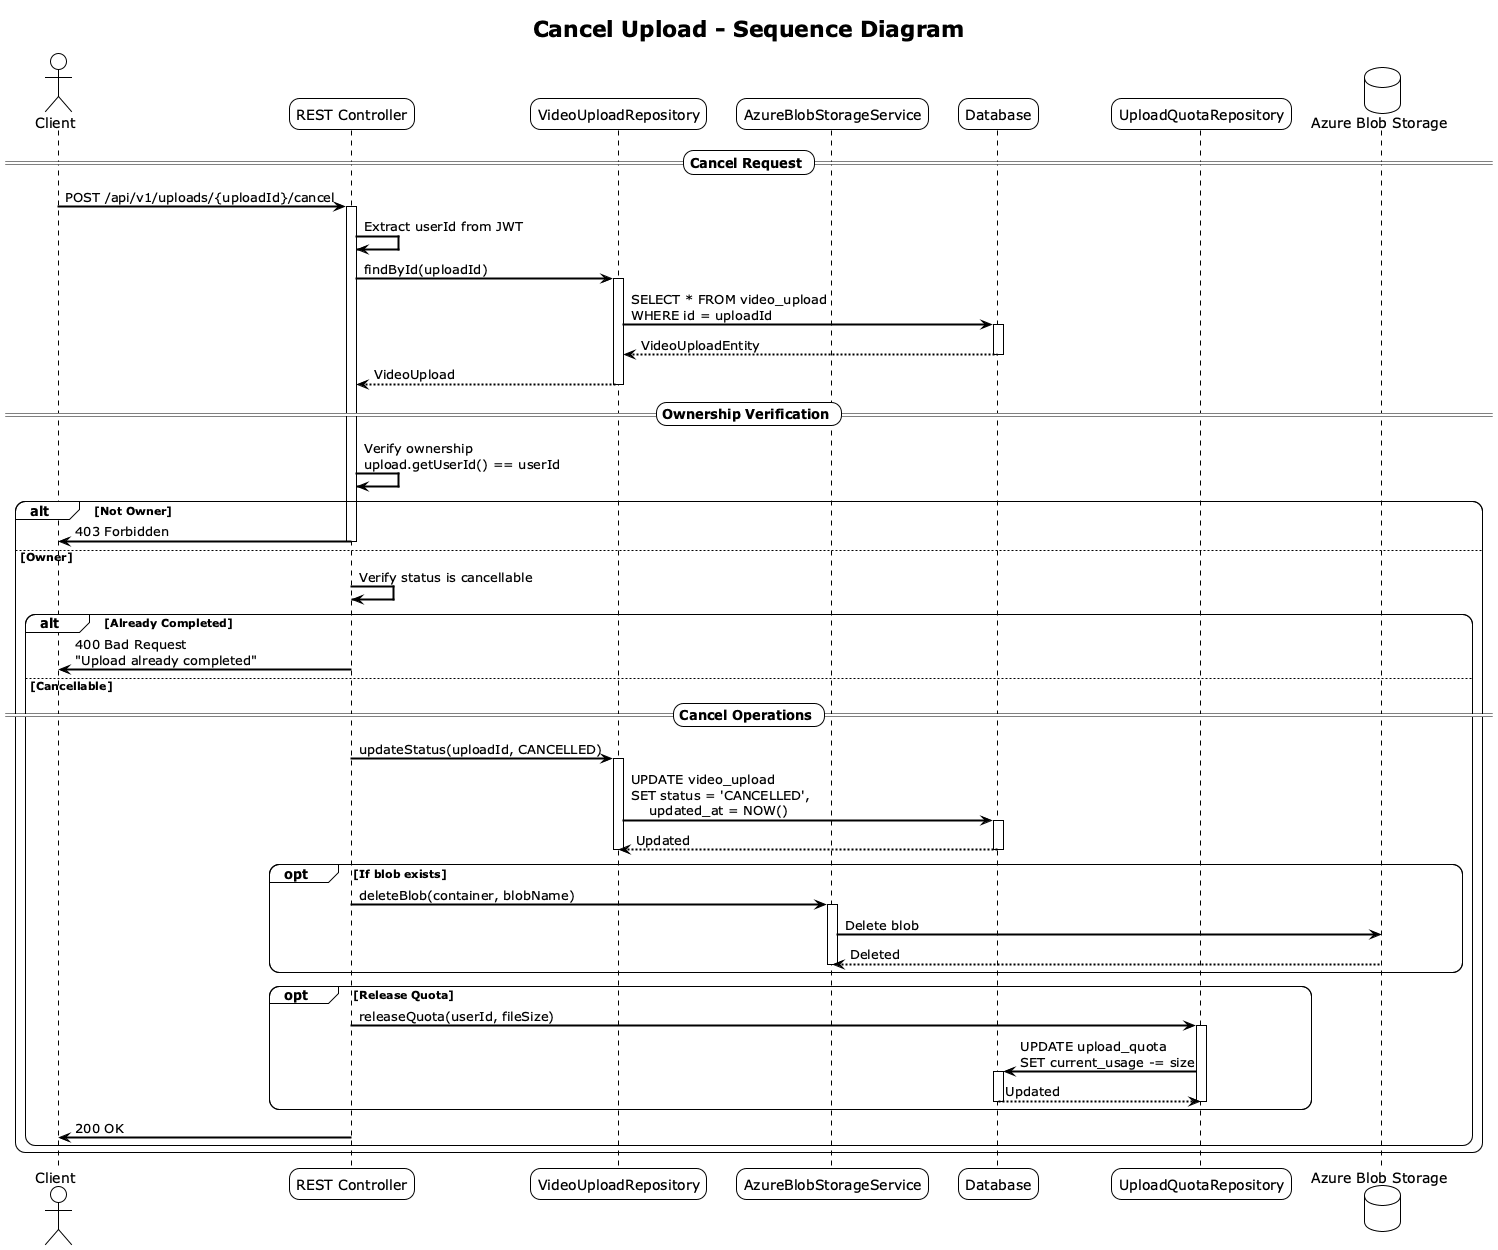 Cancel Upload - Sequence Diagram
Client
REST Controller
VideoUploadRepository
AzureBlobStorageService
Database
UploadQuotaRepository
Azure Blob Storage
Cancel Request
POST /api/v1/uploads/{uploadId}/cancel
Extract userId from JWT
findById(uploadId)
SELECT * FROM video_upload
WHERE id = uploadId
VideoUploadEntity
VideoUpload
Ownership Verification
Verify ownership
upload.getUserId() == userId
alt [Not Owner]
403 Forbidden
[Owner]
Verify status is cancellable
alt [Already Completed]
400 Bad Request
"Upload already completed"
[Cancellable]
Cancel Operations
updateStatus(uploadId, CANCELLED)
UPDATE video_upload
SET status = 'CANCELLED',
updated_at = NOW()
Updated
opt [If blob exists]
deleteBlob(container, blobName)
Delete blob
Deleted
opt [Release Quota]
releaseQuota(userId, fileSize)
UPDATE upload_quota
SET current_usage -= size
Updated
200 OK
Client
REST Controller
VideoUploadRepository
AzureBlobStorageService
Database
UploadQuotaRepository
Azure Blob Storage